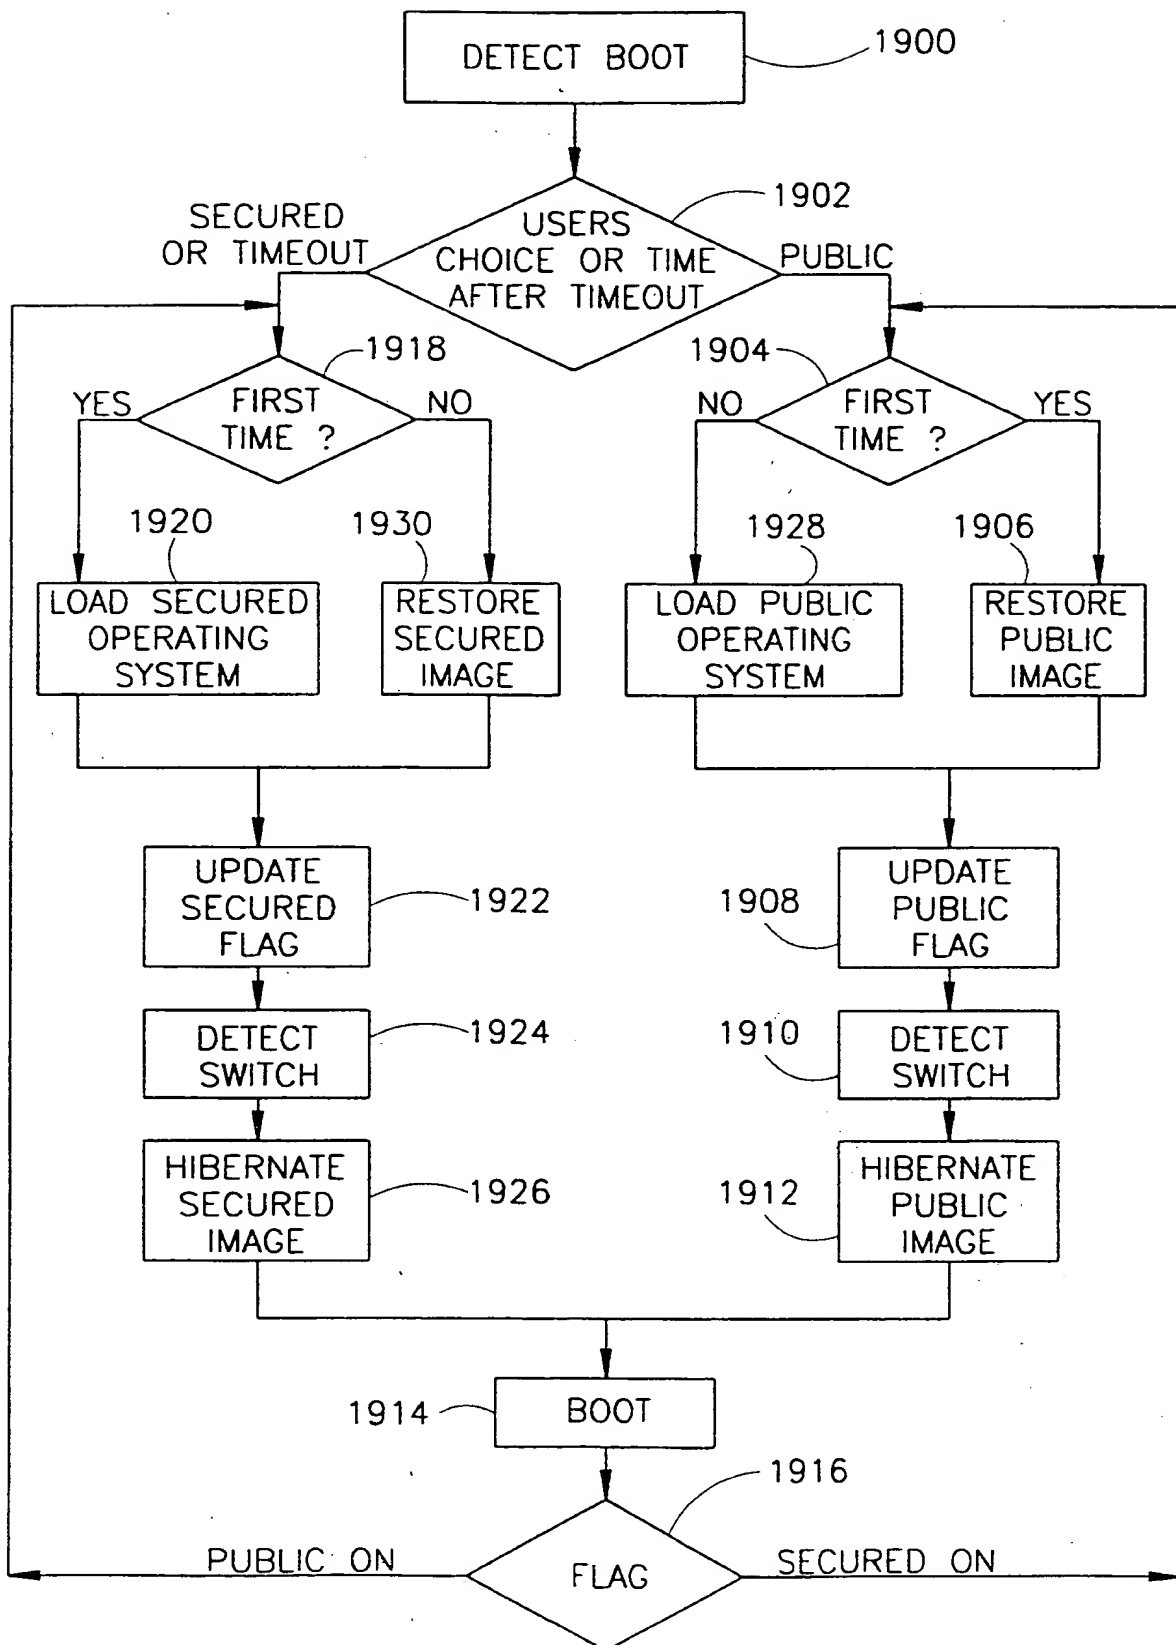 DETECT BOOT
1900
1902
USERS
CHOICE OR TIME
AFTER TIMEOUT
SECURED
OR TIMEOUT
PUBLIC
1918
FIRST
TIME ?
YES
NO
1904
FIRST
TIME ?
NO
YES
1920
LOAD SECURED
OPERATING
SYSTEM
1930
RESTORE
SECURED
IMAGE
1928
LOAD PUBLIC
OPERATING
SYSTEM
1906
RESTORE
PUBLIC
IMAGE
UPDATE
SECURED
FLAG
1922
1908
UPDATE
PUBLIC
FLAG
DETECT
SWITCH
1924
1910
DETECT
SWITCH
HIBERNATE
SECURED
IMAGE
1926
1912
HIBERNATE
PUBLIC
IMAGE
1914
BOOT
1916
PUBLIC ON
FLAG
SECURED ON